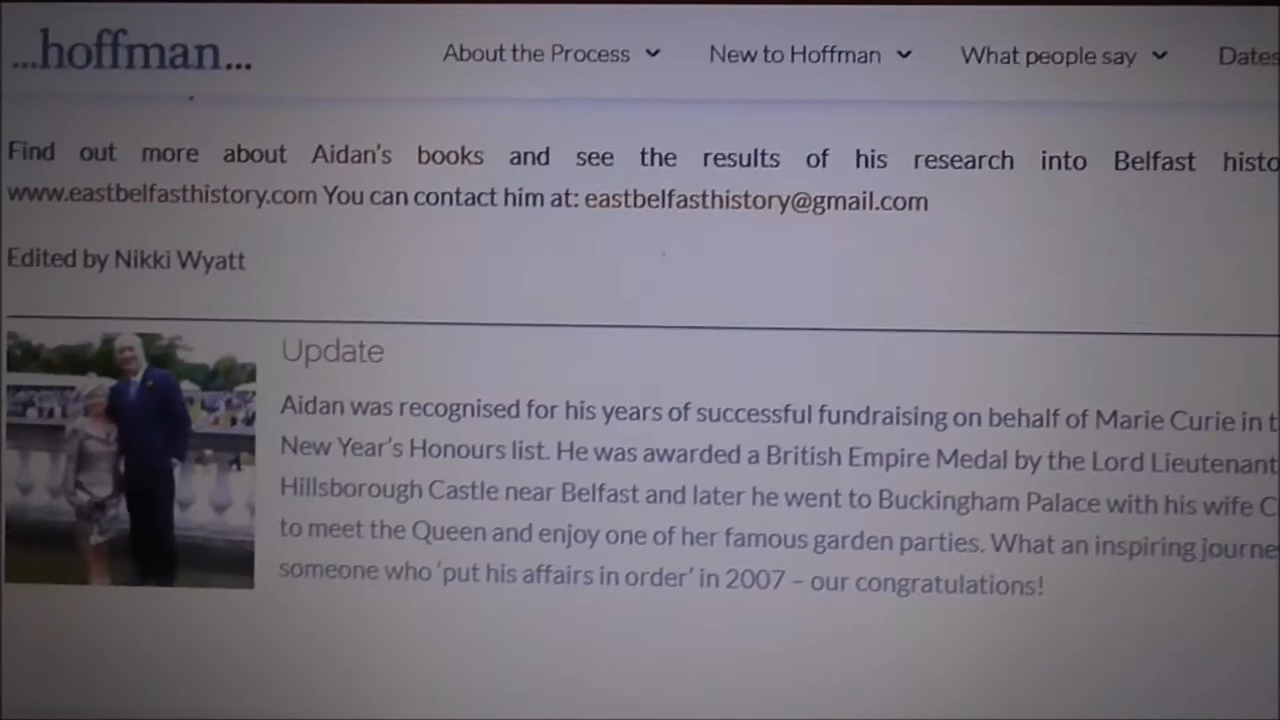 ...hoffman...
About the Process New to Hoffman What people say Dates
Find out more about Aidan's books and see the results of his research into Belfast histo
www.eastbelfasthistory.com You can contact him at: eastbelfasthistory@gmail.com
Edited by Nikki Wyatt
Update
Aidan was recognised for his years of successful fundraising on behalf of Marie Curie in t
New Year's Honours list. He was awarded a British Empire Medal by the Lord Lieutenant
Hillsborough Castle near Belfast and later he went to Buckingham Palace with his wife C
to meet the Queen and enjoy one of her famous garden parties. What an inspiring journe
someone who 'put his affairs in order' in 2007 – our congratulations!